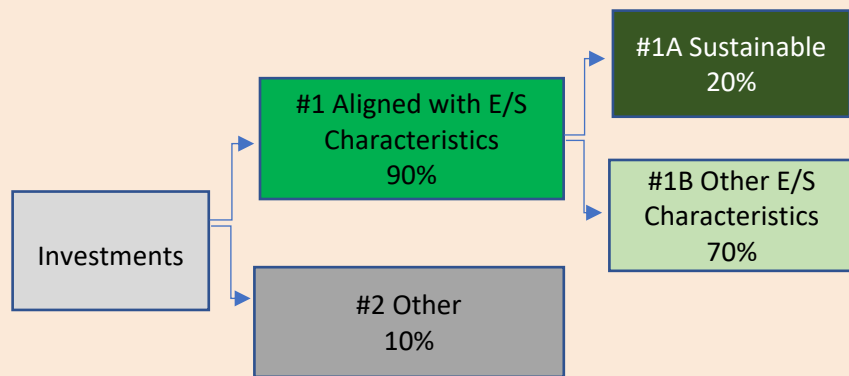 Investments
#1 Aligned with E/S
Characteristics
90%
#2 Other
10%
#1A Sustainable
20%
#1B Other E/S
Characteristics
70%